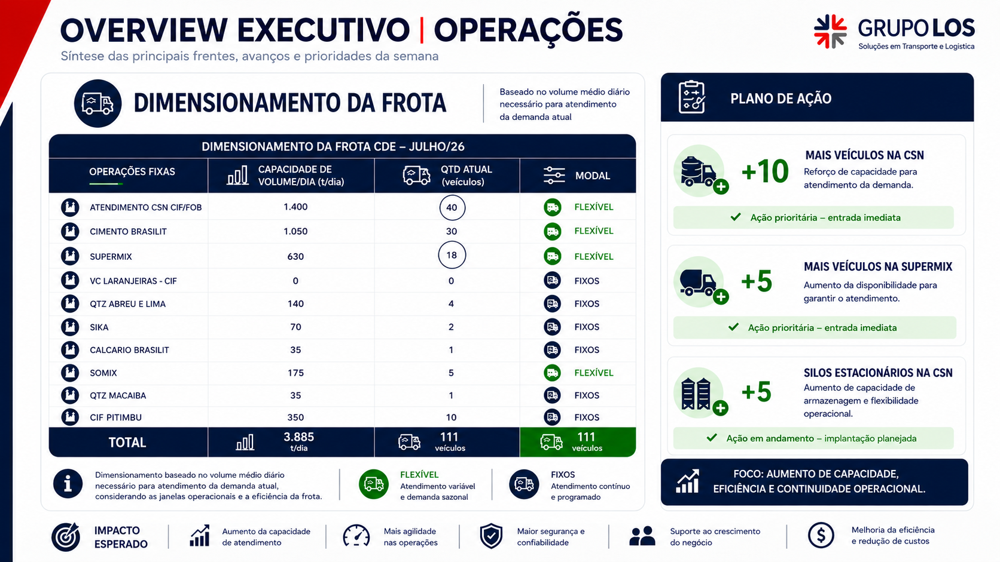 OVERVIEW EXECUTIVO | OPERAÇÕES
Síntese das principais frentes, avanços e prioridades da semana
GRUPO LOS
Soluções em Transporte e Logística
DIMENSIONAMENTO DA FROTA
Baseado no volume médio diário
necessário para atendimento
da demanda atual
DIMENSIONAMENTO DA FROTA CDE – JULHO/26
OPERAÇÕES FIXAS
CAPACIDADE DE
VOLUME/DIA (t/dia)
QTD ATUAL
(veículos)
MODAL
ATENDIMENTO CSN CIF/FOB 1.400 40 FLEXÍVEL
CIMENTO BRASILIT 1.050 30 FLEXÍVEL
SUPERMIX 630 18 FLEXÍVEL
VC LARANJEIRAS - CIF 0 0 FIXOS
QTZ ABREU E LIMA 140 4 FIXOS
SIKA 70 2 FIXOS
CALCARIO BRASILIT 35 1 FIXOS
SOMIX 175 5 FLEXÍVEL
QTZ MACAIBA 35 1 FIXOS
CIF PITIMBU 350 10 FIXOS
TOTAL
3.885
t/dia
111
veículos
111
veículos
Dimensionamento baseado no volume médio diário
necessário para atendimento da demanda atual,
considerando as janelas operacionais e a eficiência da frota.
FLEXÍVEL
Atendimento variável
e demanda sazonal
FIXOS
Atendimento contínuo
e programado
PLANO DE AÇÃO
+10
MAIS VEÍCULOS NA CSN
Reforço de capacidade para
atendimento da demanda.
Ação prioritária – entrada imediata
+5
MAIS VEÍCULOS NA SUPERMIX
Aumento da disponibilidade para
garantir o atendimento.
Ação prioritária – entrada imediata
+5
SILOS ESTACIONÁRIOS NA CSN
Aumento de capacidade de
armazenagem e flexibilidade
operacional.
Ação em andamento – implantação planejada
FOCO: AUMENTO DE CAPACIDADE,
EFICIÊNCIA E CONTINUIDADE OPERACIONAL.
IMPACTO
ESPERADO
Aumento da capacidade
de atendimento
Mais agilidade
nas operações
Maior segurança e
confiabilidade
Suporte ao crescimento
do negócio
Melhoria da eficiência
e redução de custos